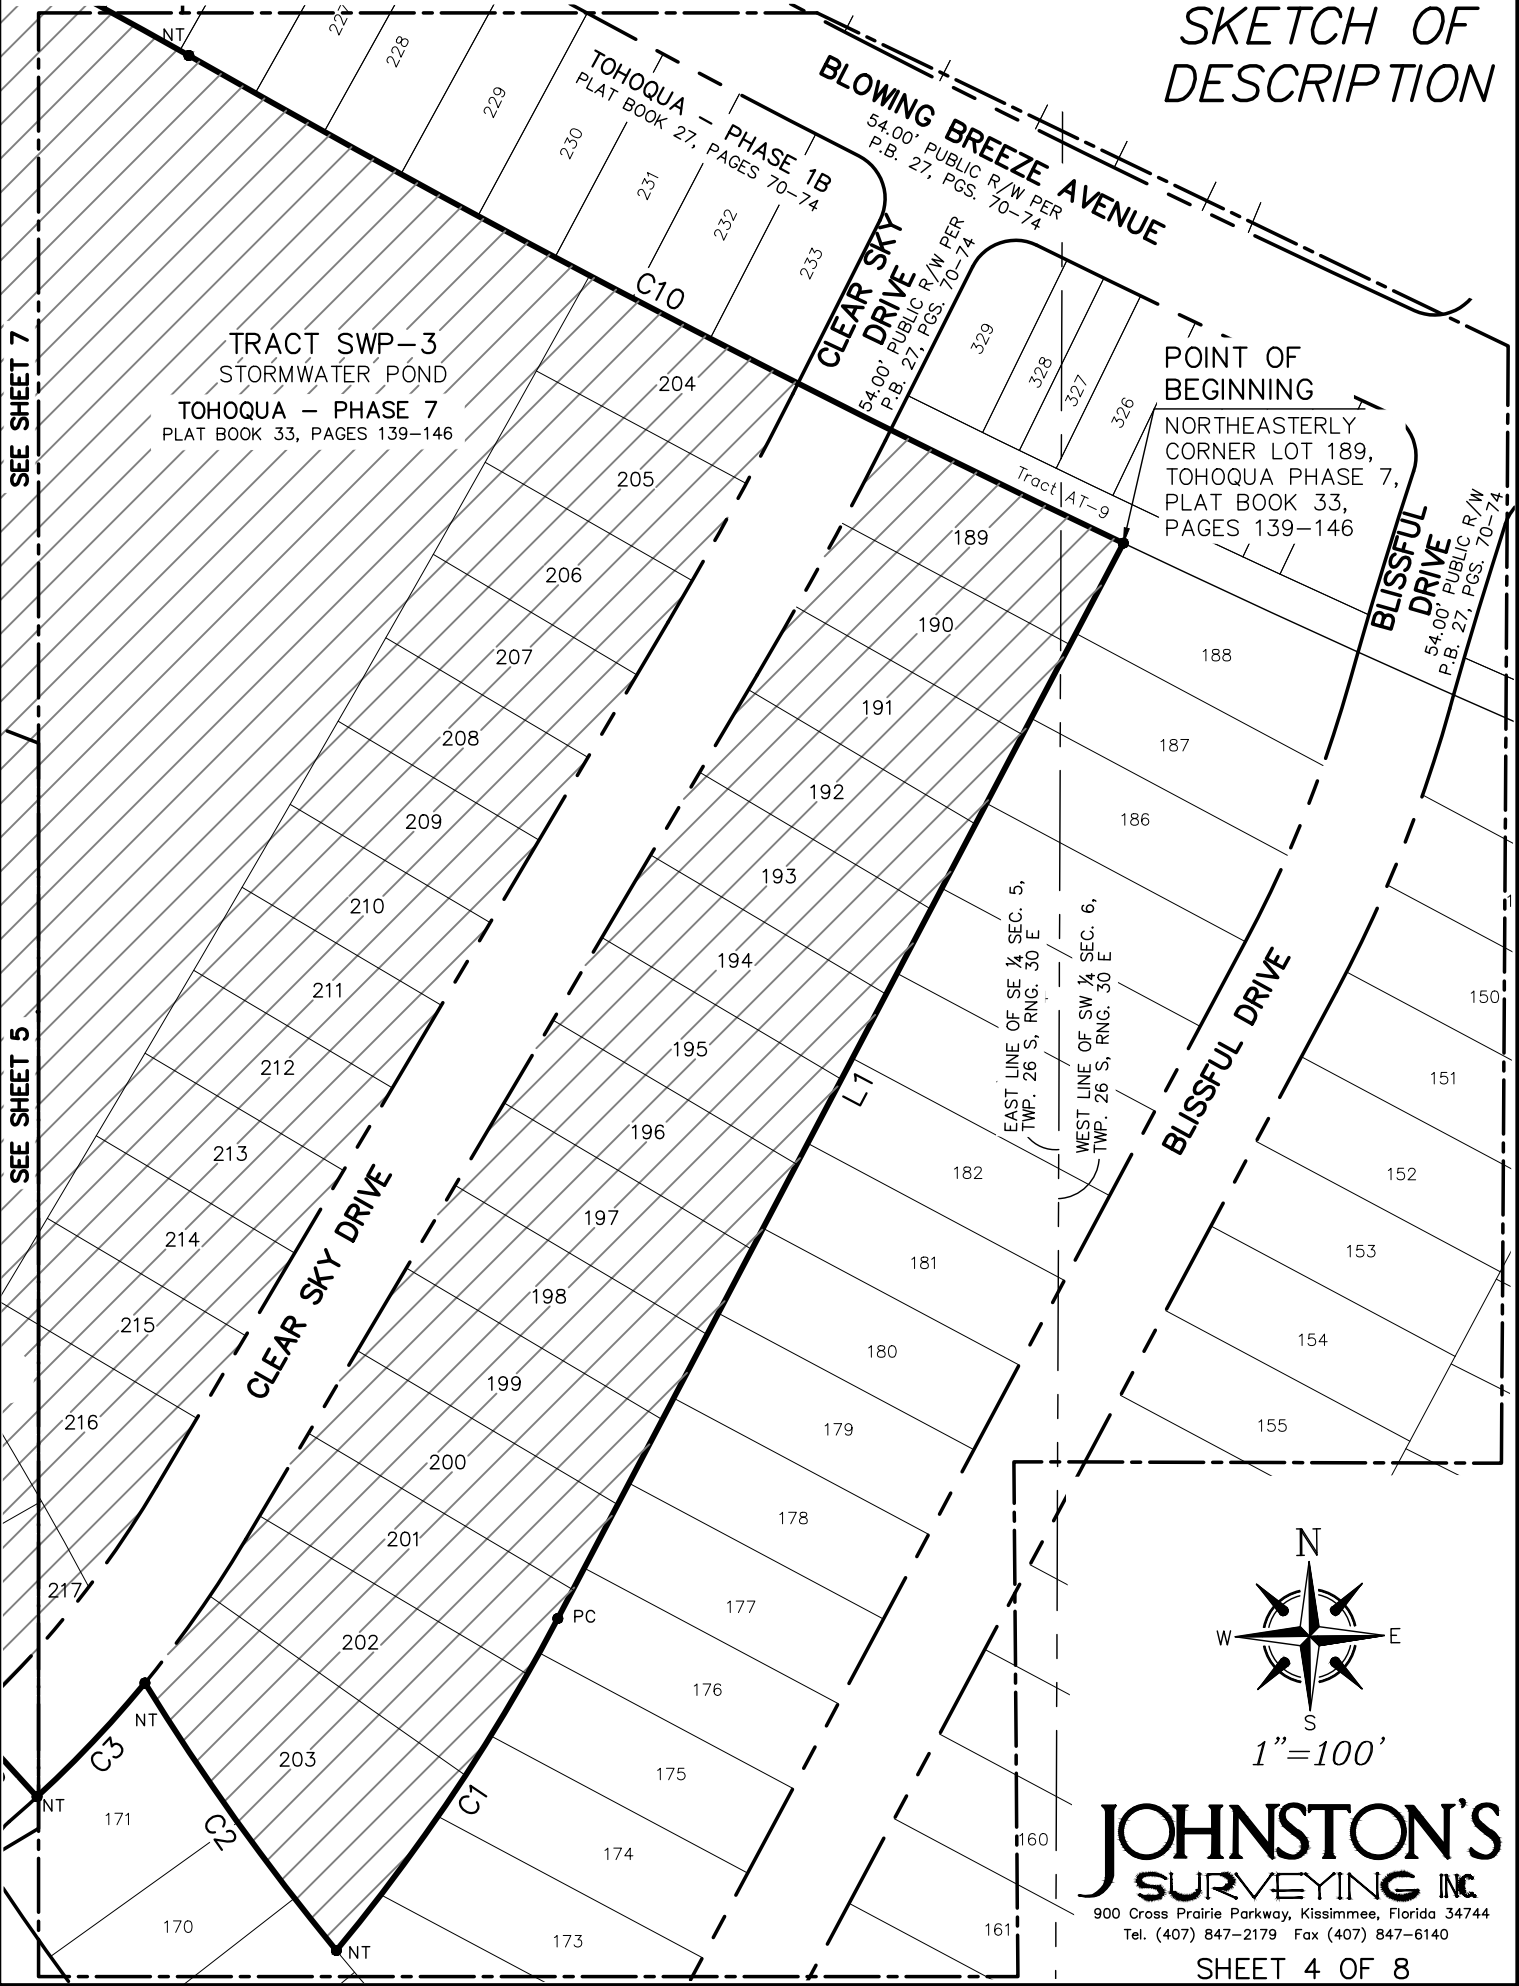 SKETCH OF
DESCRIPTION
NT
227
228
229
230
231
232
233
TOHOQUA - PHASE 1B
PLAT BOOK 27, PAGES 70-74
BLOWING BREEZE AVENUE
54.00' PUBLIC R/W PER
P.B. 27, PGS. 70-74
CLEAR SKY
DRIVE
54.00' PUBLIC R/W PER
P.B. 27, PGS. 70-74
C10
329
328
327
326
Tract AT-9
POINT OF
BEGINNING
NORTHEASTERLY
CORNER LOT 189,
TOHOQUA PHASE 7,
PLAT BOOK 33,
PAGES 139-146
BLISSFUL
DRIVE
54.00' PUBLIC R/W
P.B. 27, PGS. 70-74
SEE SHEET 7
TRACT SWP-3
STORMWATER POND
TOHOQUA - PHASE 7
PLAT BOOK 33, PAGES 139-146
204
205
206
207
208
209
210
211
212
213
214
215
216
217
SEE SHEET 5
CLEAR SKY DRIVE
189
190
191
192
193
194
195
196
197
198
199
200
201
202
203
L1
PC
C1
C2
C3
NT
NT
NT
188
187
186
182
181
180
179
178
177
176
175
174
173
171
170
EAST LINE OF SE ¼ SEC. 5,
TWP. 26 S, RNG. 30 E
WEST LINE OF SW ¼ SEC. 6,
TWP. 26 S, RNG. 30 E
BLISSFUL DRIVE
150
151
152
153
154
155
160
161
N
W
E
S
1"=100'
JOHNSTON'S
SURVEYING INC.
900 Cross Prairie Parkway, Kissimmee, Florida 34744
Tel. (407) 847-2179 Fax (407) 847-6140
SHEET 4 OF 8